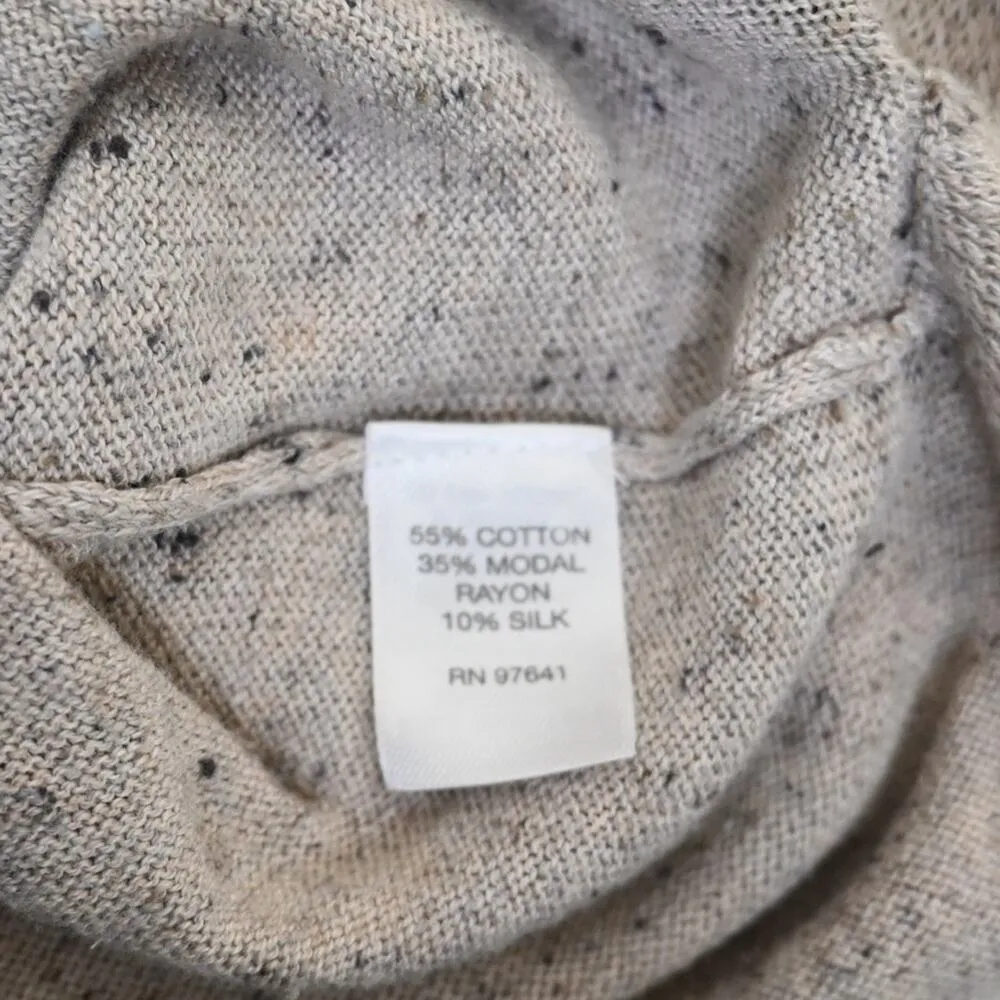 55% COTTON
35% MODAL
RAYON
10% SILK
RN 97641